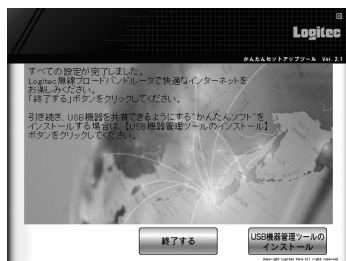 Logitec
かんたんセットアップツール Ver. 2.1
すべての設定が完了しました。
Logitec無線ブロードバンドルータで快適なインターネットを
お楽しみください。
「終了する」ボタンをクリックしてください。
引き続き、USB機器を共有できるようにする"かんたんソフト"を
インストールする場合は、【USB機器管理ツールのインストール】
ボタンをクリックしてください。
終了する
USB機器管理ツールの
インストール
Copyright Logitec Corp. All right reserved.